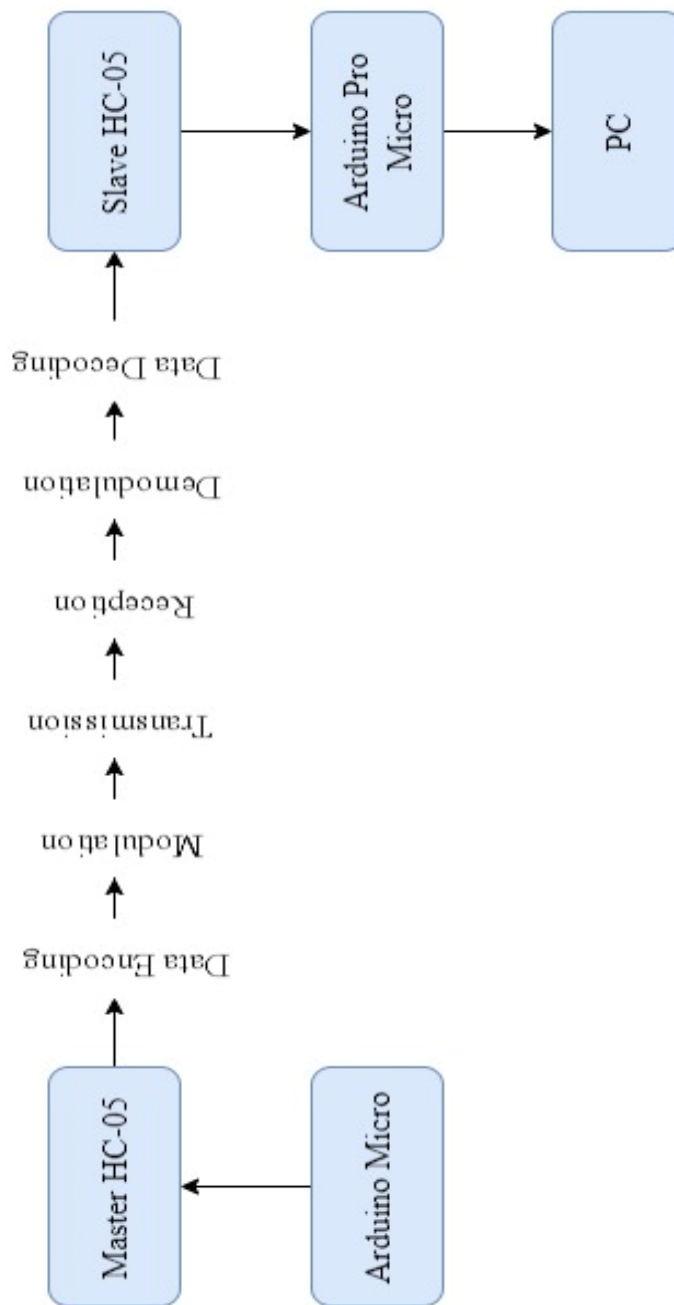 Arduino Micro
Master HC-05
Data Encoding
Modulation
Transmission
Reception
Demodulation
Data Decoding
Slave HC-05
Arduino Pro
Micro
PC